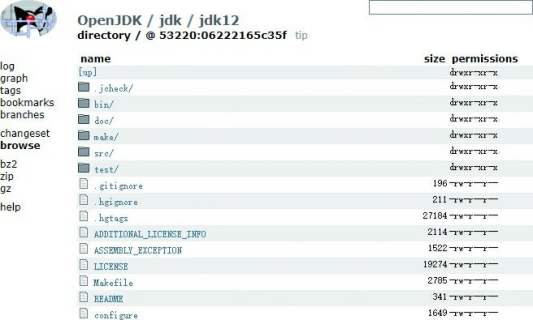 OpenJDK / jdk / jdk12
directory / @ 53220:06222165c35f tip
log
graph
tags
bookmarks
branches
changeset
browse
bz2
zip
gz
help
name size permissions
[up] drwxr-xr-x
.jcheck/ drwxr-xr-x
bin/ drwxr-xr-x
doc/ drwxr-xr-x
make/ drwxr-xr-x
src/ drwxr-xr-x
test/ drwxr-xr-x
.gitignore 196 -rw-r--r--
.hgignore 211 -rw-r--r--
.hgtags 27184 -rw-r--r--
ADDITIONAL_LICENSE_INFO 2114 -rw-r--r--
ASSEMBLY_EXCEPTION 1522 -rw-r--r--
LICENSE 19274 -rw-r--r--
Makefile 2785 -rw-r--r--
README 341 -rw-r--r--
configure 1649 -rw-r--r--